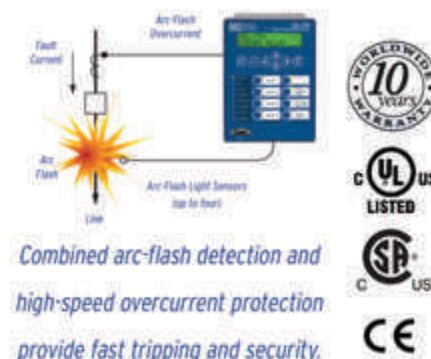 Arc-Flash
Overcurrent
Fault
Current
Arc
Flash
Arc-Flash Light Sensors
(up to four)
Line
Combined arc-flash detection and
high-speed overcurrent protection
provide fast tripping and security.
WORLDWIDE
10
years
WARRANTY
C UL US
LISTED
C SA US
CE